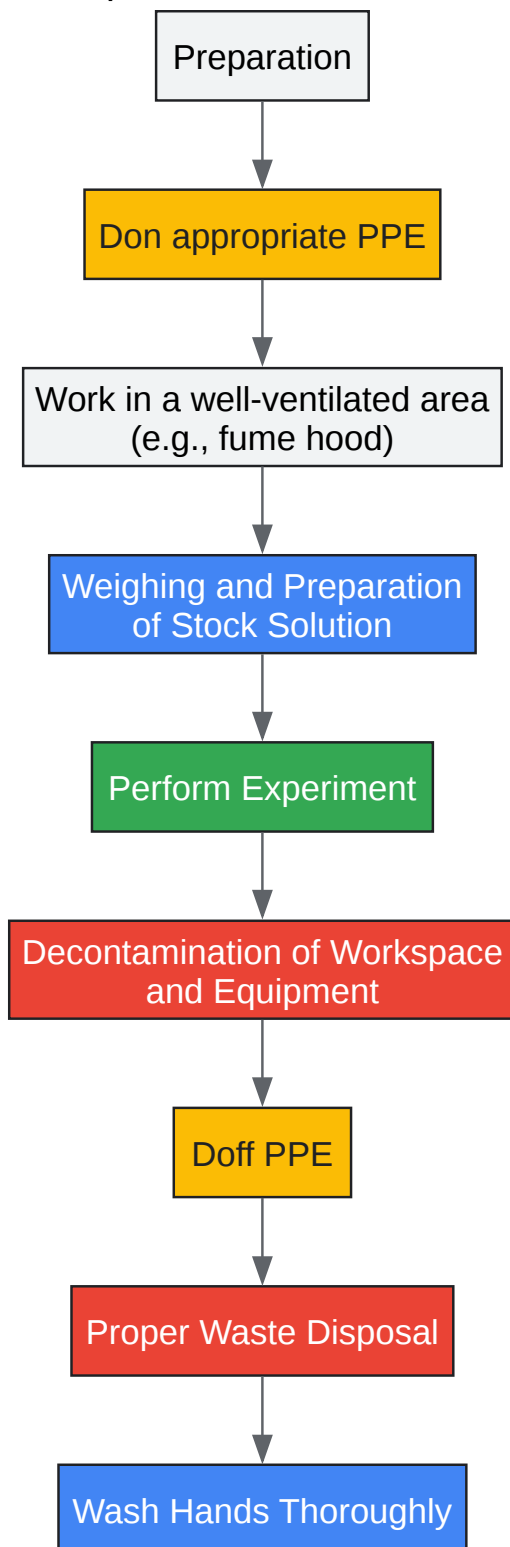 Preparation
Don appropriate PPE
Work in a well-ventilated area
(e.g., fume hood)
Weighing and Preparation
of Stock Solution
Perform Experiment
Decontamination of Workspace
and Equipment
Doff PPE
Proper Waste Disposal
Wash Hands Thoroughly